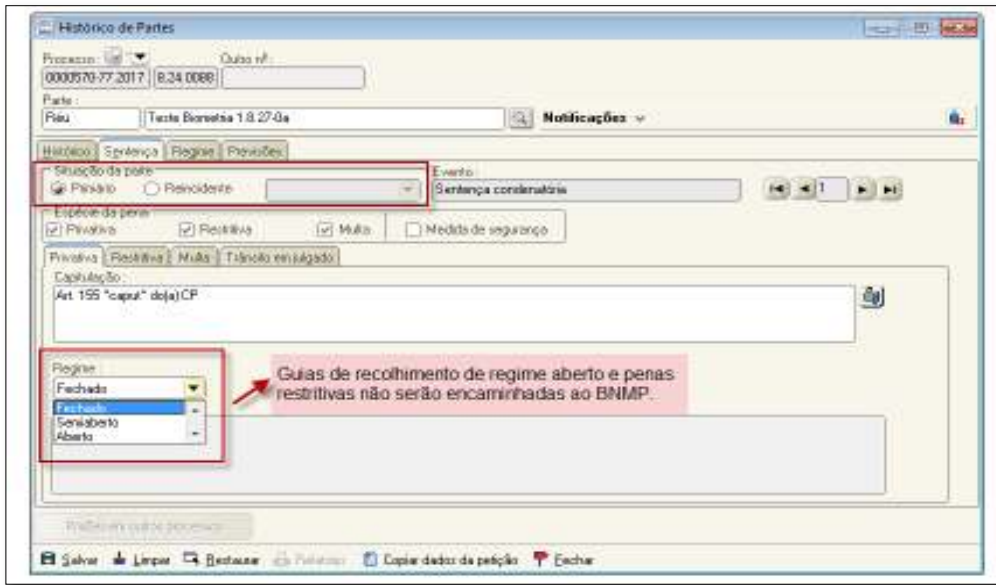 Histórico de Partes
Processo: Outro nº:
0000570-77.2017 8.24.0088
Parte:
Réu Teste Biometria 1.8.27-0a Notificações
Histórico Sentença Regime Previsões
Situação da parte Evento:
Primário Reincidente Sentença condenatória 1
Espécie da pena
Privativa Restritiva Multa Medida de segurança
Privativa Restritiva Multa Trânsito em julgado
Capitulação:
Art. 155 "caput" do(a) CP
Regime:
Fechado
Fechado
Semiaberto
Aberto
Guias de recolhimento de regime aberto e penas
restritivas não serão encaminhadas ao BNMP.
Salvar Limpar Restaurar Relatório Copiar dados da petição Fechar